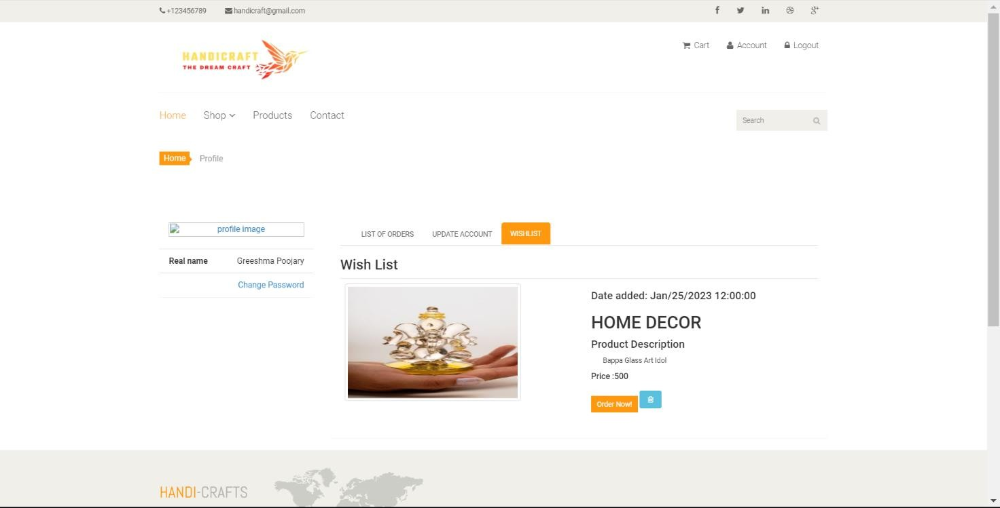 +123456789 handicraft@gmail.com
HANDICRAFT
THE DREAM CRAFT
Cart Account Logout
Home Shop Products Contact
Search
Home Profile
profile image
Real name Greeshma Poojary
Change Password
LIST OF ORDERS UPDATE ACCOUNT WISHLIST
Wish List
Date added: Jan/25/2023 12:00:00
HOME DECOR
Product Description
Bappa Glass Art Idol
Price :500
Order Now!
HANDI-CRAFTS